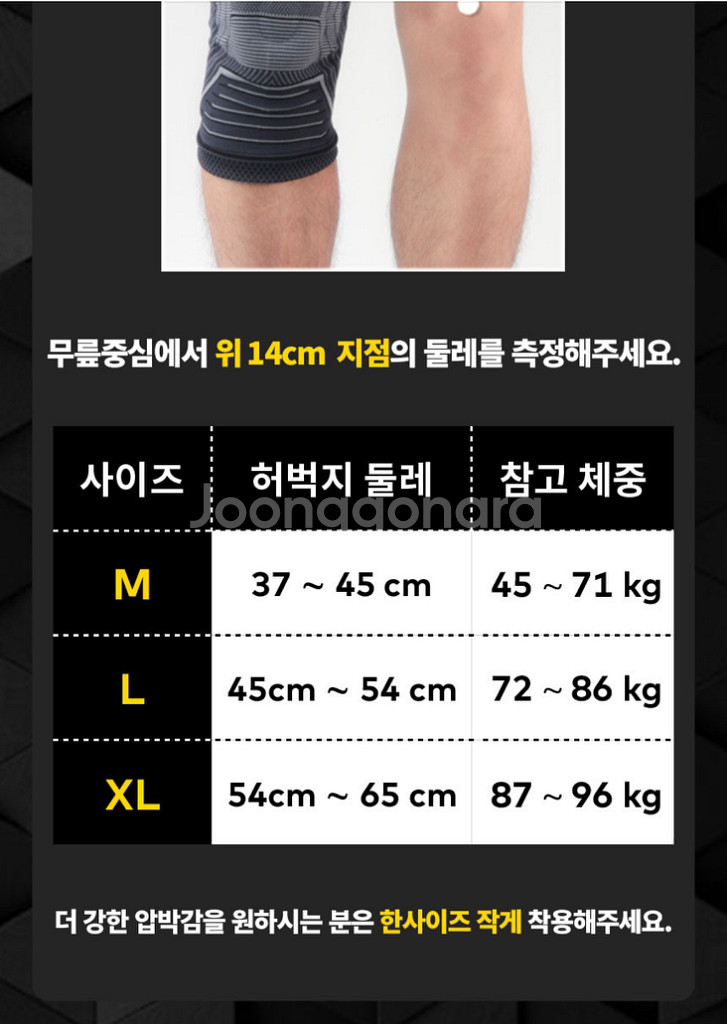 무릎중심에서 위 14cm 지점의 둘레를 측정해주세요.
사이즈 허벅지 둘레 참고 체중
Joonggonara
M 37 ~ 45 cm 45 ~ 71 kg
L 45cm ~ 54 cm 72 ~ 86 kg
XL 54cm ~ 65 cm 87 ~ 96 kg
더 강한 압박감을 원하시는 분은 한사이즈 작게 착용해주세요.